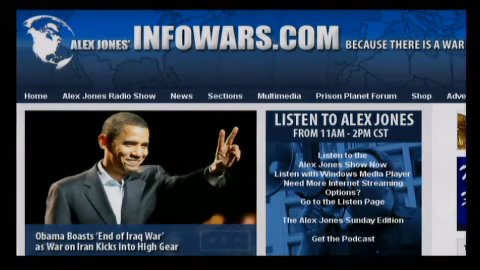 ALEX JONES' INFOWARS.COM BECAUSE THERE IS A WAR
Home Alex Jones Radio Show News Sections Multimedia Prison Planet Forum Shop Adve
LISTEN TO ALEX JONES
FROM 11AM - 2PM CST
Listen to the
Alex Jones Show Now
Listen with Windows Media Player
Need More Internet Streaming
Options?
Go to the Listen Page
The Alex Jones Sunday Edition
Get the Podcast
Obama Boasts 'End of Iraq War'
as War on Iran Kicks Into High Gear